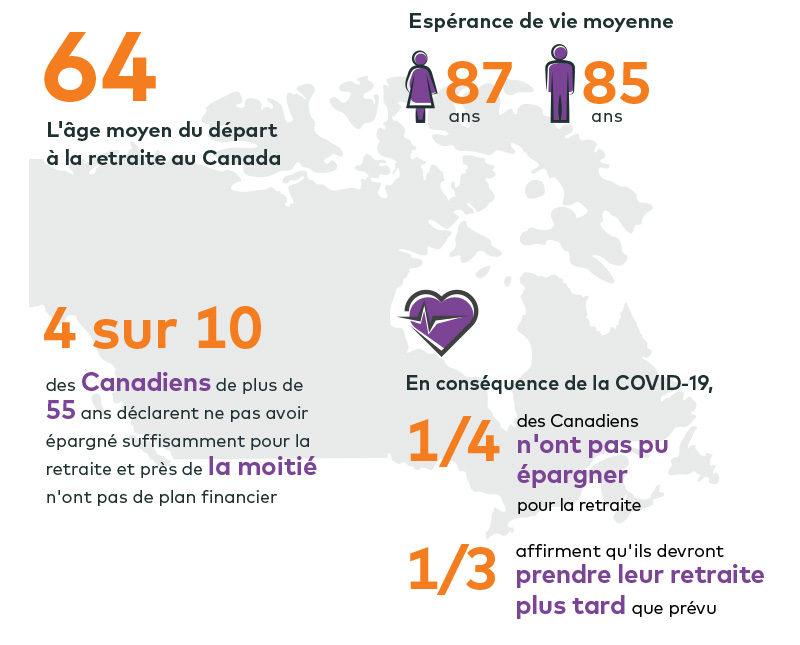 64
L'âge moyen du départ
à la retraite au Canada
Espérance de vie moyenne
87
ans
85
ans
4 sur 10
des Canadiens de plus de
55 ans déclarent ne pas avoir
épargné suffisamment pour la
retraite et près de la moitié
n'ont pas de plan financier
En conséquence de la COVID-19,
1/4
des Canadiens
n'ont pas pu
épargner
pour la retraite
1/3
affirment qu'ils devront
prendre leur retraite
plus tard que prévu